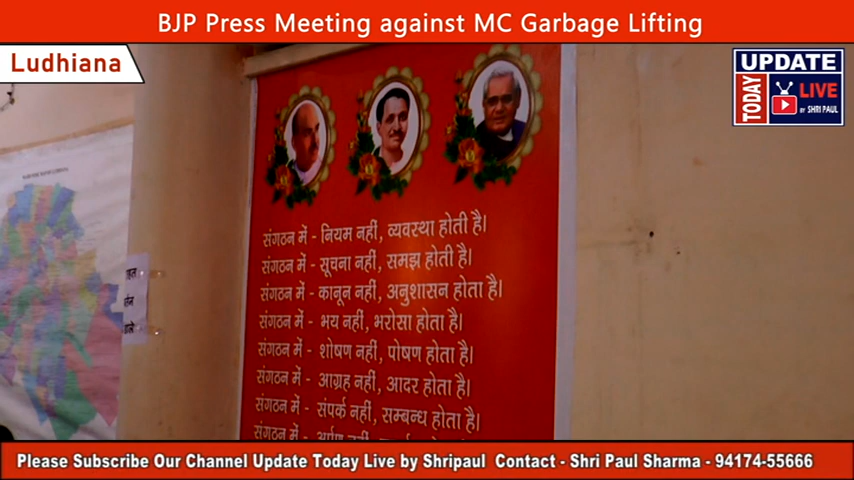 BJP Press Meeting against MC Garbage Lifting
Ludhiana
UPDATE
TODAY
LIVE
BY SHRI PAUL
संगठन में - नियम नहीं, व्यवस्था होती है।
संगठन में - सूचना नहीं, समझ होती है।
संगठन में - कानून नहीं, अनुशासन होता है।
संगठन में - भय नहीं, भरोसा होता है।
संगठन में - शोषण नहीं, पोषण होता है।
संगठन में - आग्रह नहीं, आदर होता है।
संगठन में - संपर्क नहीं, सम्बन्ध होता है।
संगठन में - अर्पण नहीं,
Please Subscribe Our Channel Update Today Live by Shripaul Contact - Shri Paul Sharma - 94174-55666